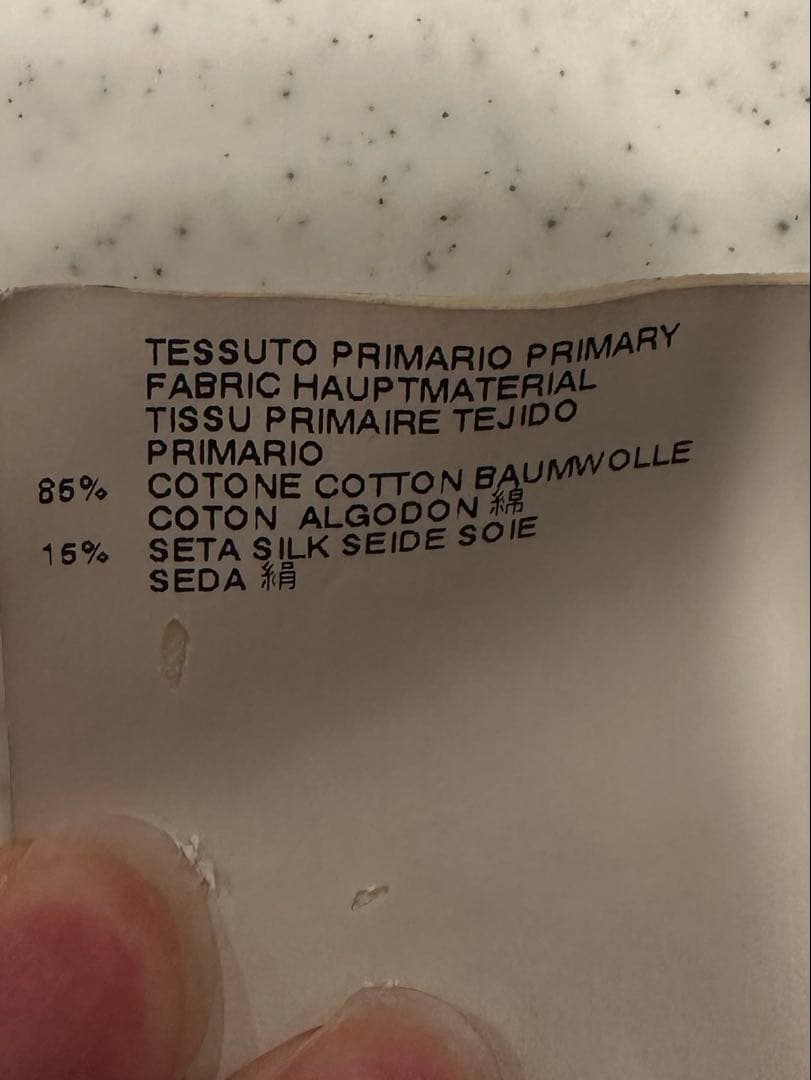 TESSUTO PRIMARIO PRIMARY
FABRIC HAUPTMATERIAL
TISSU PRIMAIRE TEJIDO
PRIMARIO
85% COTONE COTTON BAUMWOLLE
COTON ALGODON 綿
15% SETA SILK SEIDE SOIE
SEDA 絹